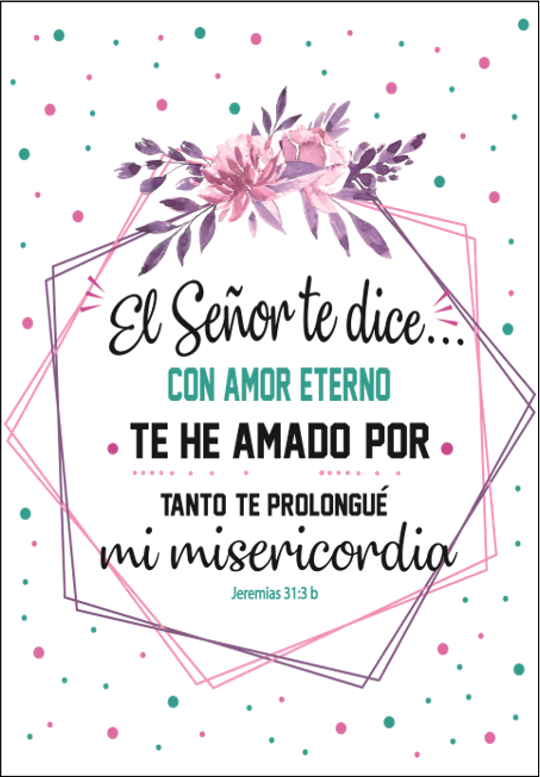 El Señor te dice...
CON AMOR ETERNO
TE HE AMADO POR
TANTO TE PROLONGUÉ
mi misericordia
Jeremias 31:3 b